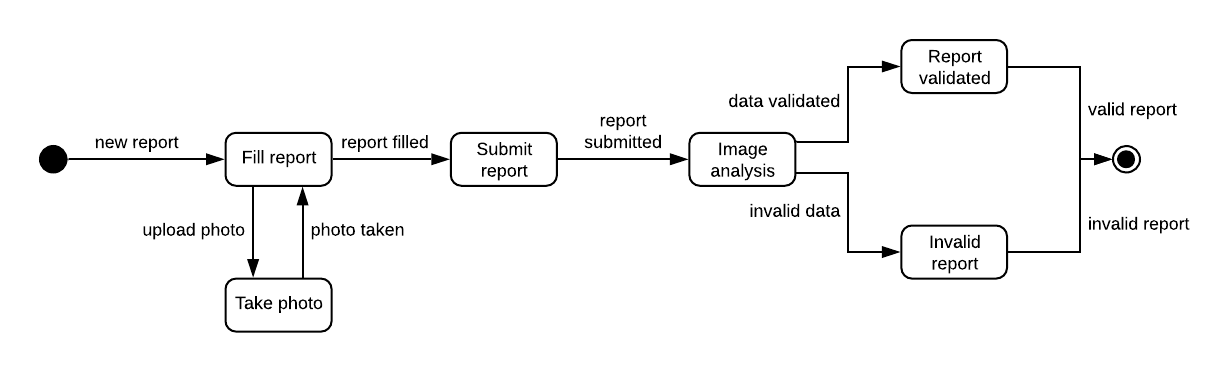 new report
Fill report
report filled
upload photo
photo taken
Take photo
Submit
report
report
submitted
Image
analysis
data validated
invalid data
Report
validated
Invalid
report
valid report
invalid report